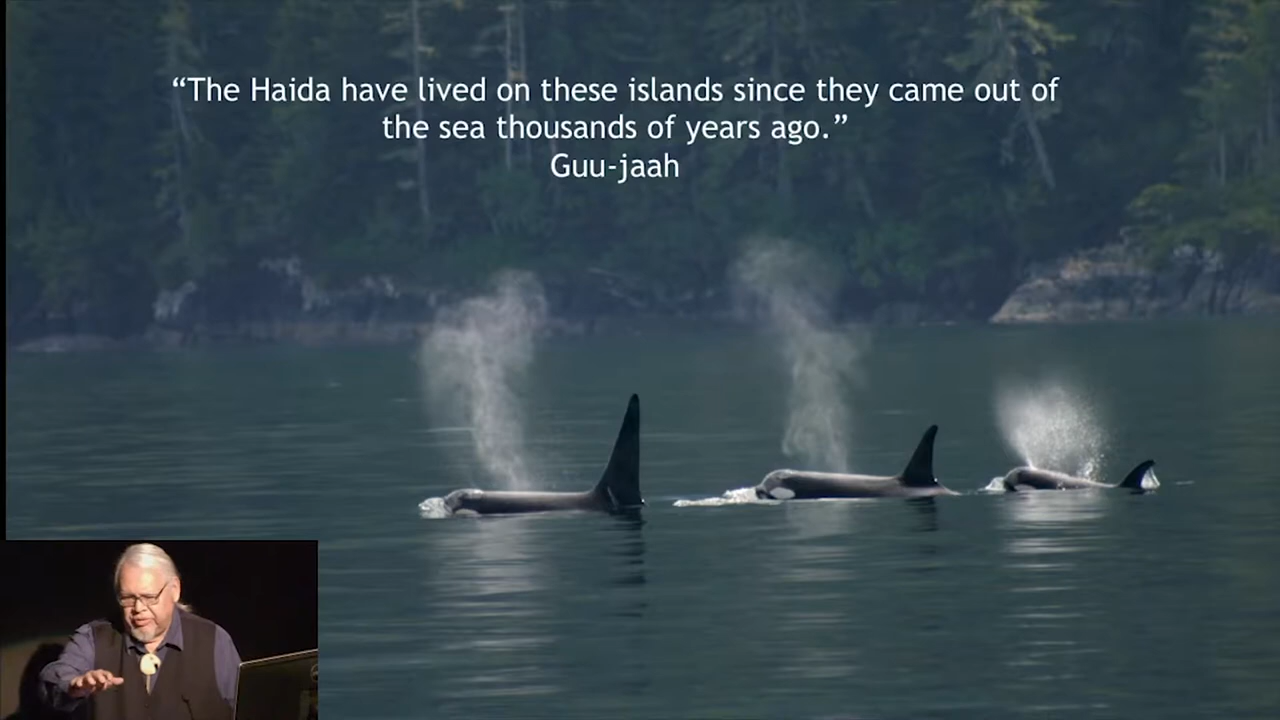 “The Haida have lived on these islands since they came out of
the sea thousands of years ago.”
Guu-jaah